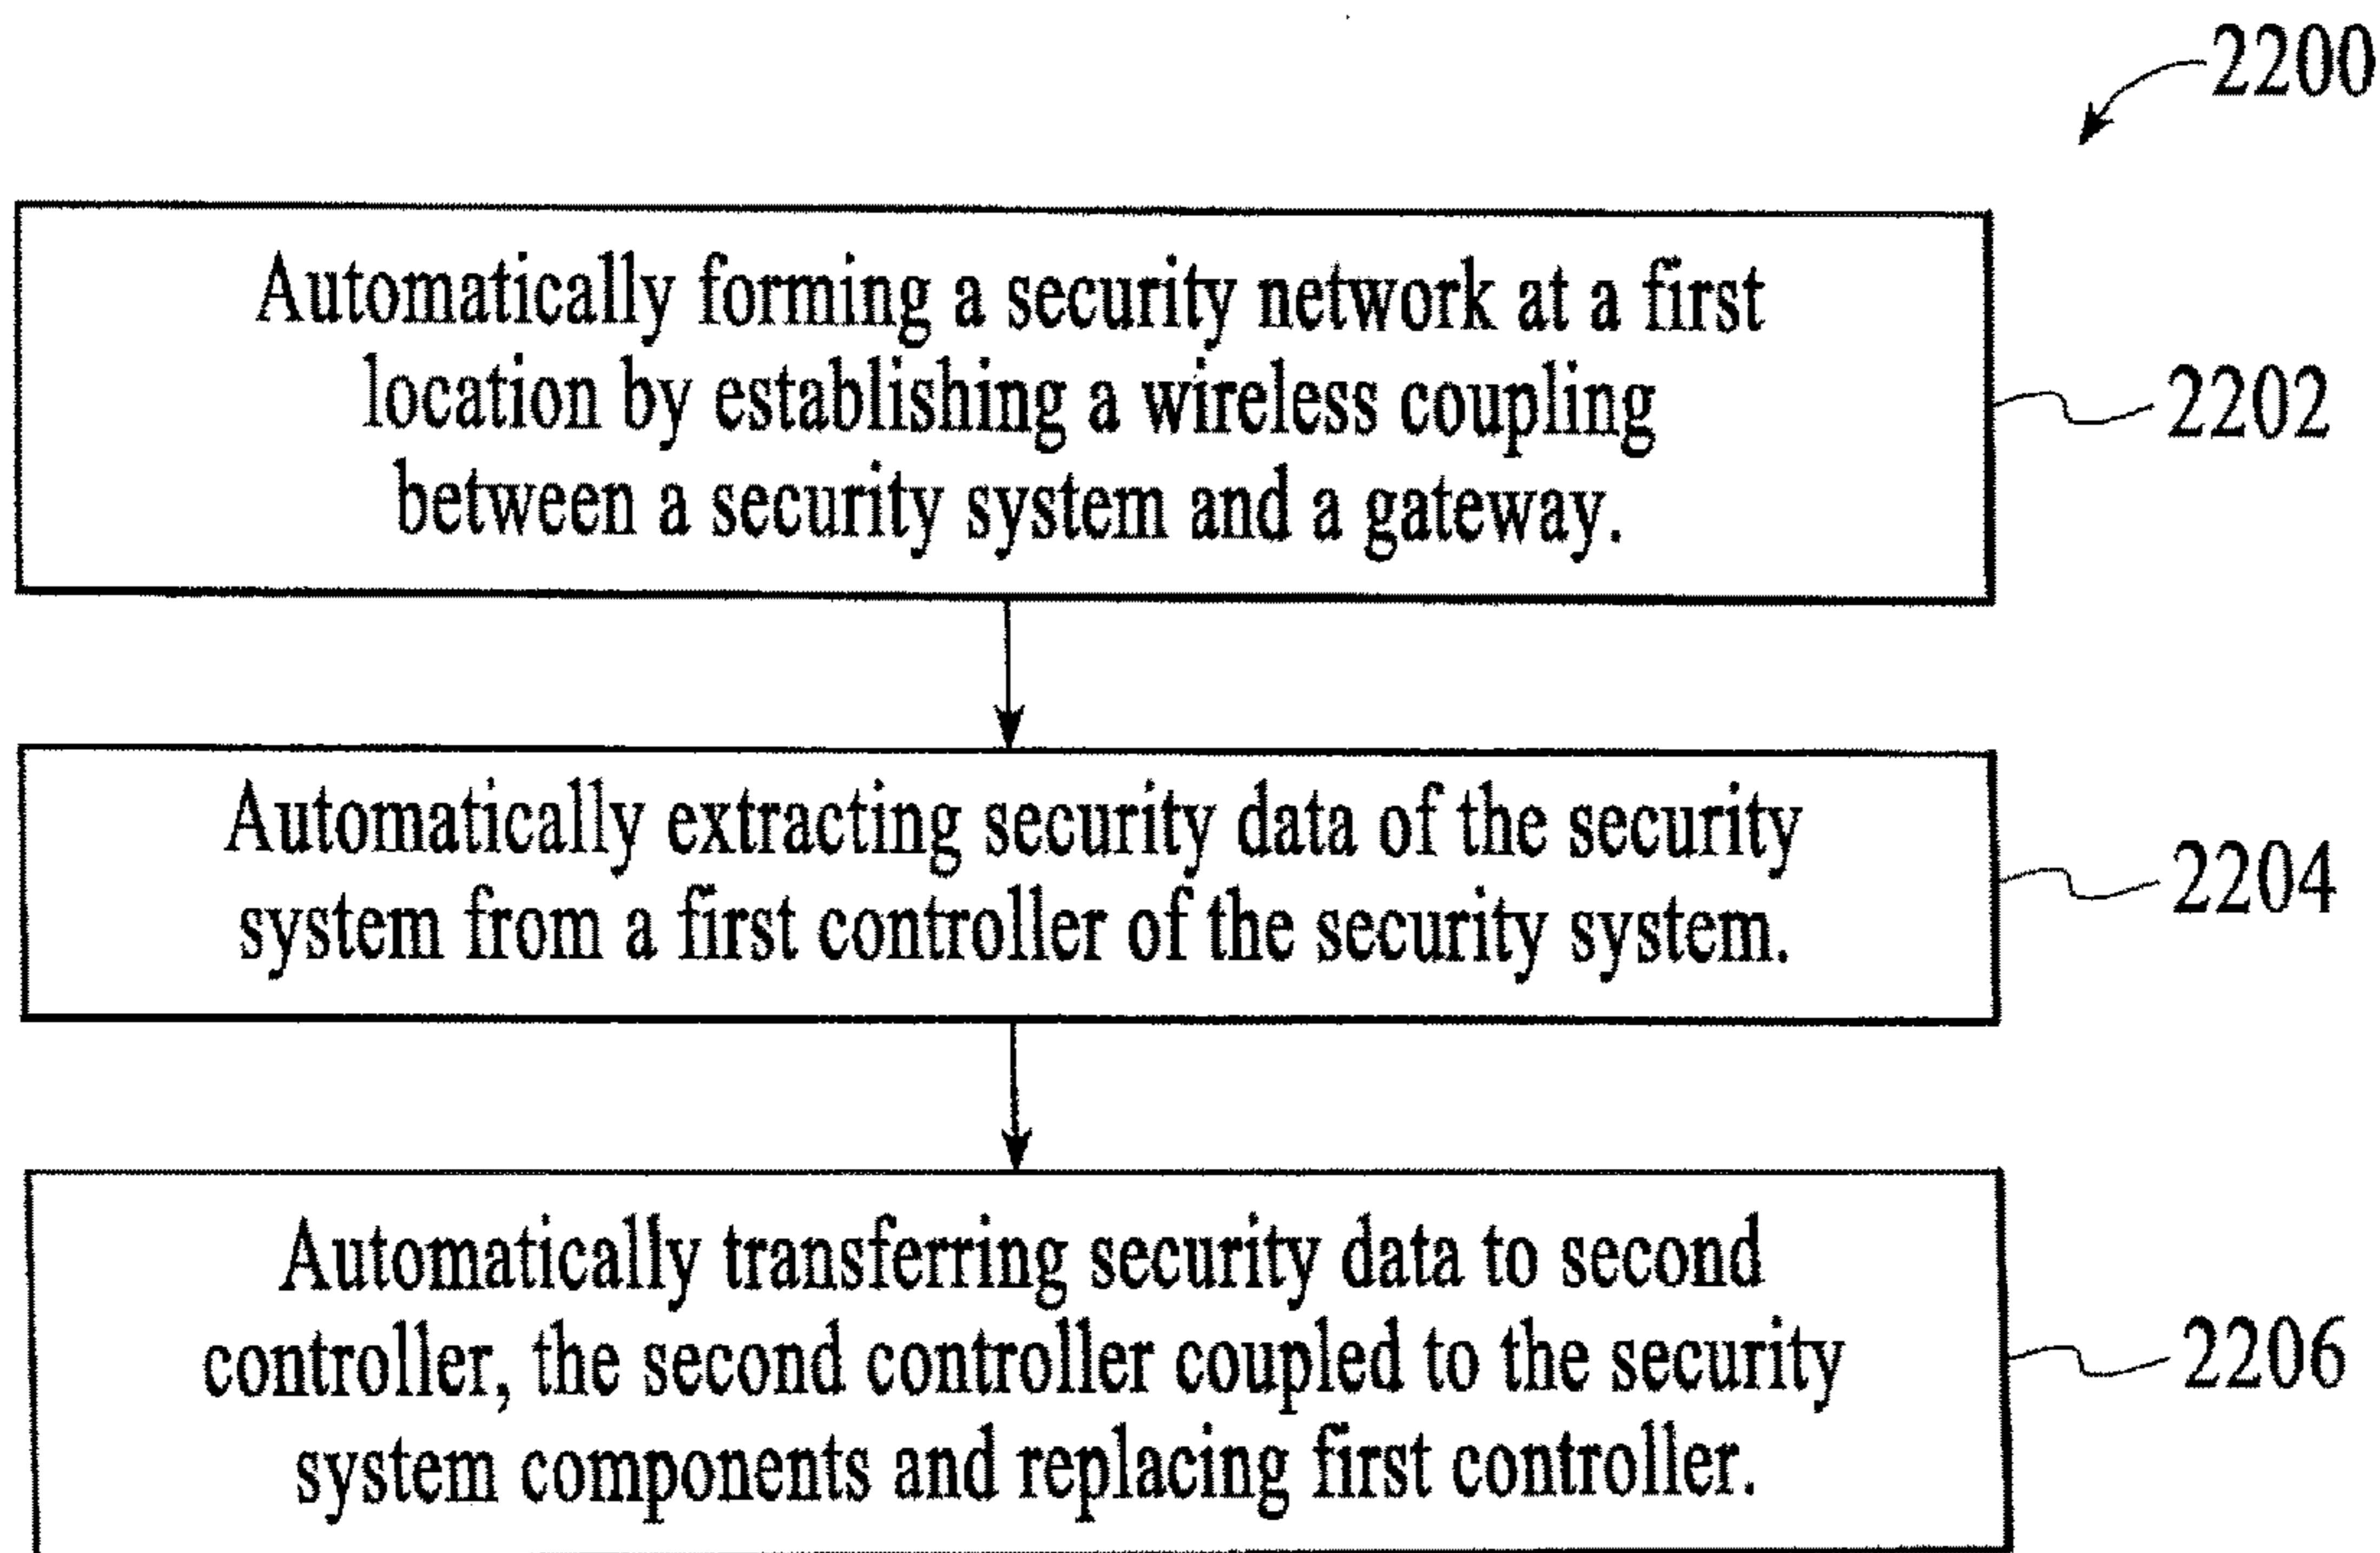 2200
Automatically forming a security network at a first
location by establishing a wireless coupling
between a security system and a gateway.
2202
Automatically extracting security data of the security
system from a first controller of the security system.
2204
Automatically transferring security data to second
controller, the second controller coupled to the security
system components and replacing first controller.
2206